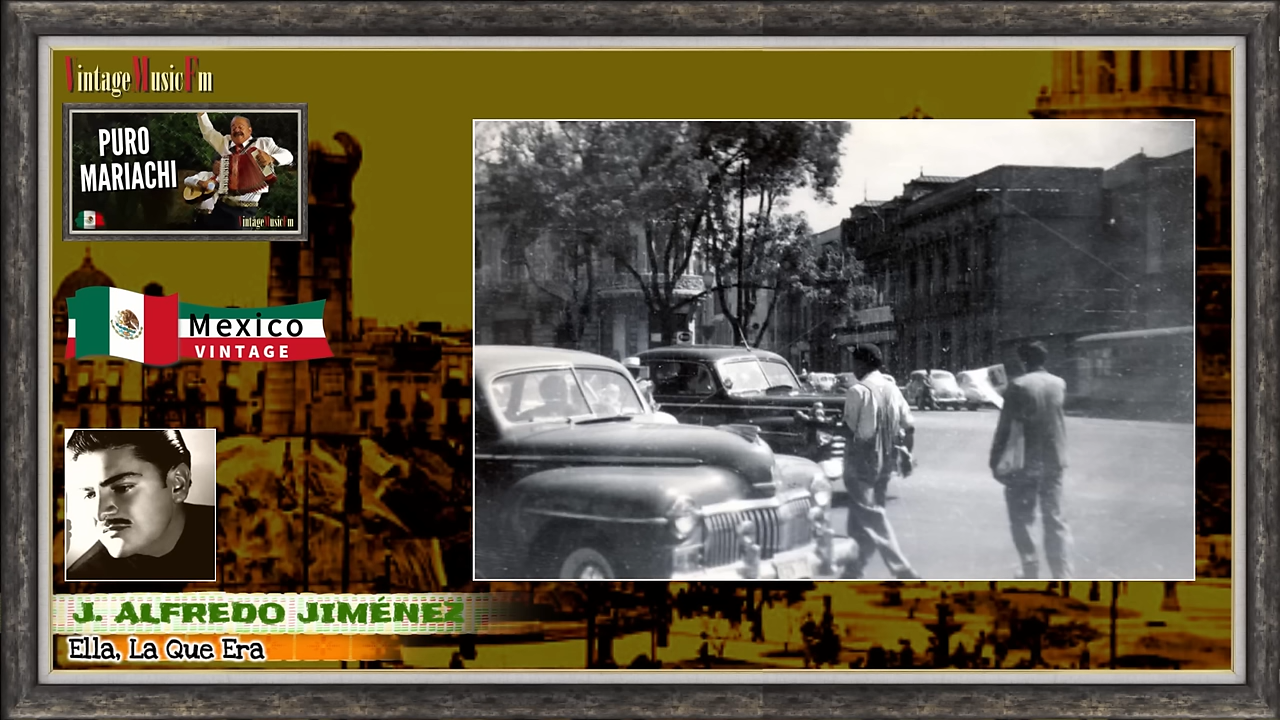 VintageMusicFm
PURO
MARIACHI
VintageMusicFm
Mexico
VINTAGE
J. ALFREDO JIMÉNEZ
Ella, La Que Era